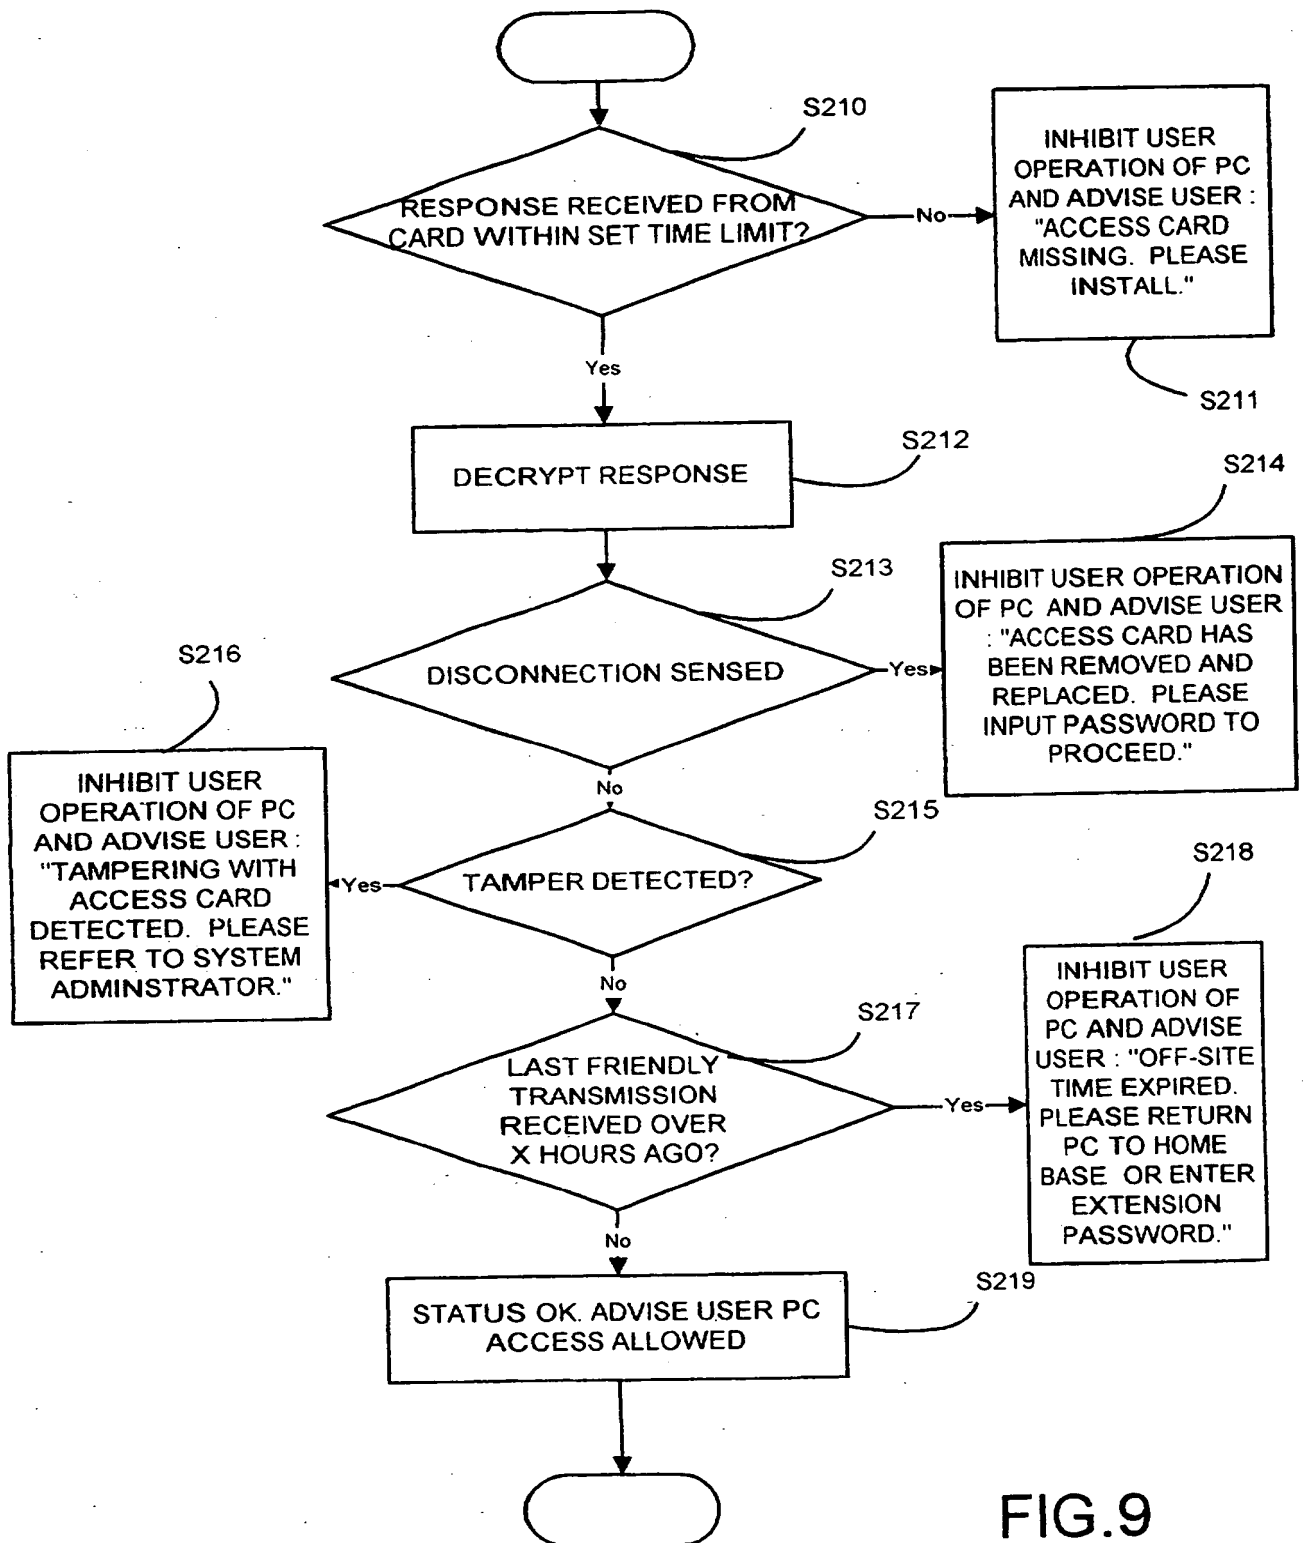 S210
RESPONSE RECEIVED FROM
CARD WITHIN SET TIME LIMIT?
No
INHIBIT USER
OPERATION OF PC
AND ADVISE USER :
"ACCESS CARD
MISSING. PLEASE
INSTALL."
S211
Yes
DECRYPT RESPONSE
S212
S213
DISCONNECTION SENSED
Yes
S214
INHIBIT USER OPERATION
OF PC AND ADVISE USER
: "ACCESS CARD HAS
BEEN REMOVED AND
REPLACED. PLEASE
INPUT PASSWORD TO
PROCEED."
No
S215
TAMPER DETECTED?
Yes
S216
INHIBIT USER
OPERATION OF PC
AND ADVISE USER :
"TAMPERING WITH
ACCESS CARD
DETECTED. PLEASE
REFER TO SYSTEM
ADMINSTRATOR."
No
S217
LAST FRIENDLY
TRANSMISSION
RECEIVED OVER
X HOURS AGO?
Yes
S218
INHIBIT USER
OPERATION OF
PC AND ADVISE
USER : "OFF-SITE
TIME EXPIRED.
PLEASE RETURN
PC TO HOME
BASE OR ENTER
EXTENSION
PASSWORD."
No
S219
STATUS OK. ADVISE USER PC
ACCESS ALLOWED
FIG.9